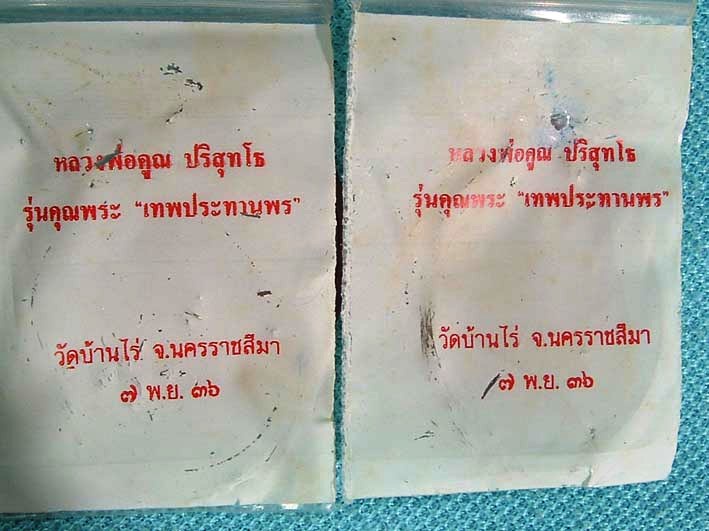 หลวงพ่อคูณ ปริสุทโธ
รุ่นคุณพระ "เทพประทานพร"
วัดบ้านไร่ จ.นครราชสีมา
๗ พ.ย. ๓๖
หลวงพ่อคูณ ปริสุทโธ
รุ่นคุณพระ "เทพประทานพร"
วัดบ้านไร่ จ.นครราชสีมา
๗ พ.ย. ๓๖